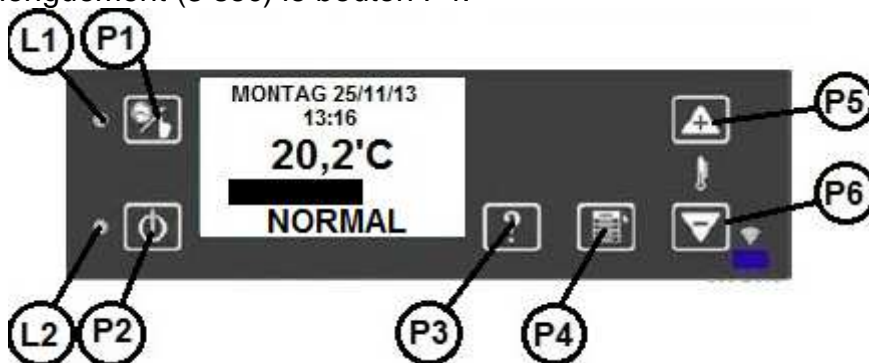 L1 P1
MONTAG 25/11/13
13:16
20,2'C
NORMAL
?
P5
P6
L2 P2 P3 P4